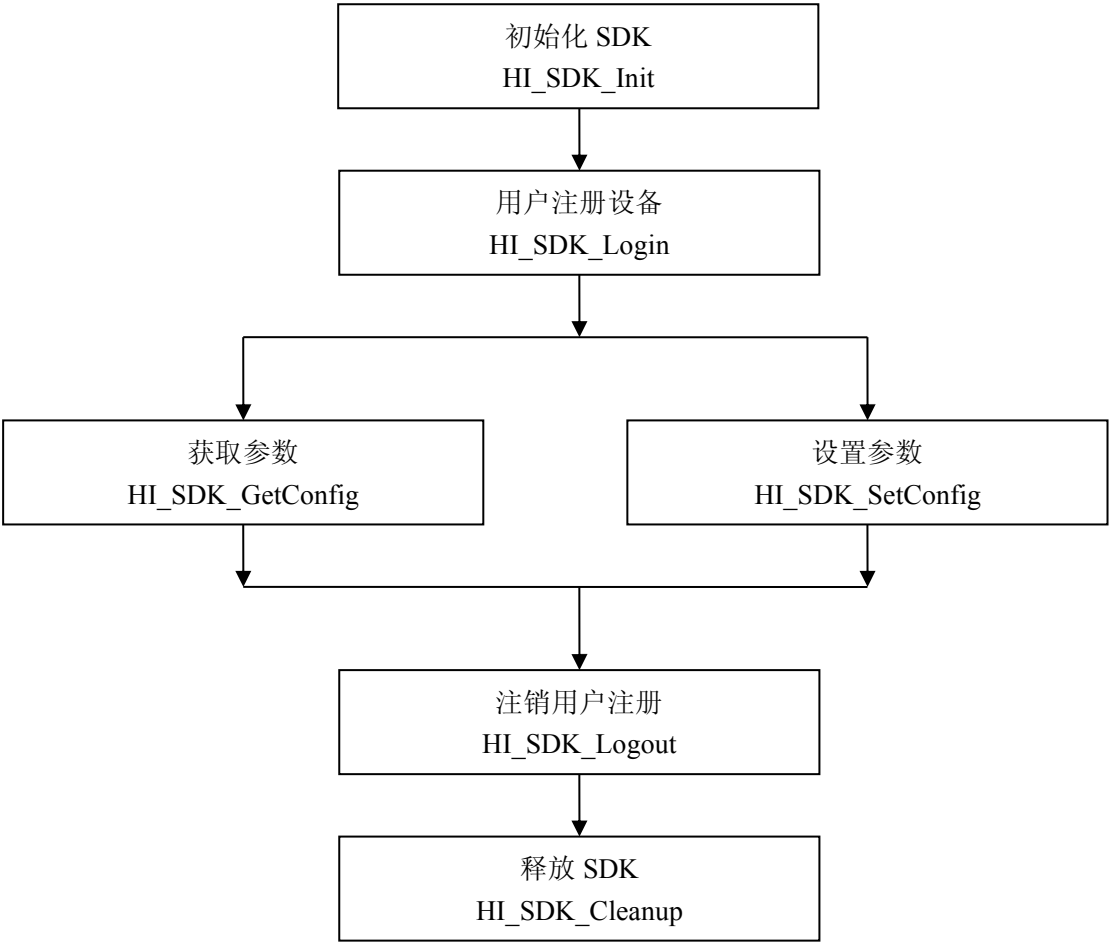 初始化 SDK
HI_SDK_Init
用户注册设备
HI_SDK_Login
获取参数
HI_SDK_GetConfig
设置参数
HI_SDK_SetConfig
注销用户注册
HI_SDK_Logout
释放 SDK
HI_SDK_Cleanup